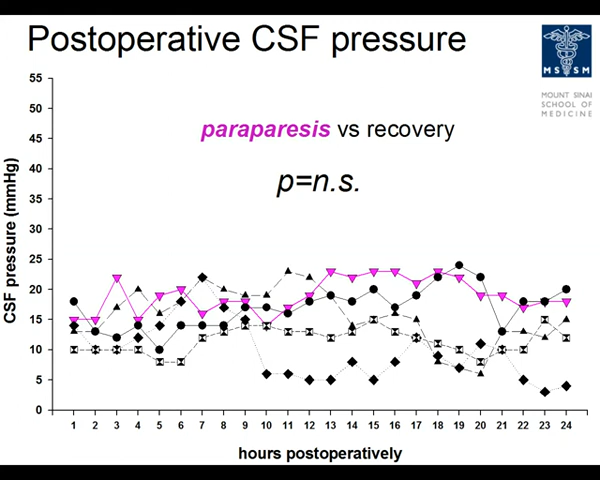 Postoperative CSF pressure
MS SM
MOUNT SINAI
SCHOOL OF
MEDICINE
paraparesis vs recovery
p=n.s.
CSF pressure (mmHg)
55
50
45
40
35
30
25
20
15
10
5
0
1 2 3 4 5 6 7 8 9 10 11 12 13 14 15 16 17 18 19 20 21 22 23 24
hours postoperatively